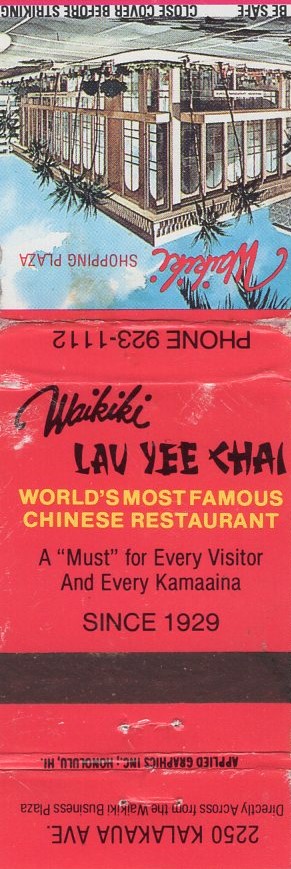 BE SAFE CLOSE COVER BEFORE STRIKING
Waikiki
SHOPPING PLAZA
PHONE 923-1112
Waikiki
LAU YEE CHAI
WORLD'S MOST FAMOUS
CHINESE RESTAURANT
A "Must" for Every Visitor
And Every Kamaaina
SINCE 1929
APPLIED GRAPHICS INC., HONOLULU, HI.
2250 KALAKAUA AVE.
Directly Across from the Waikiki Business Plaza